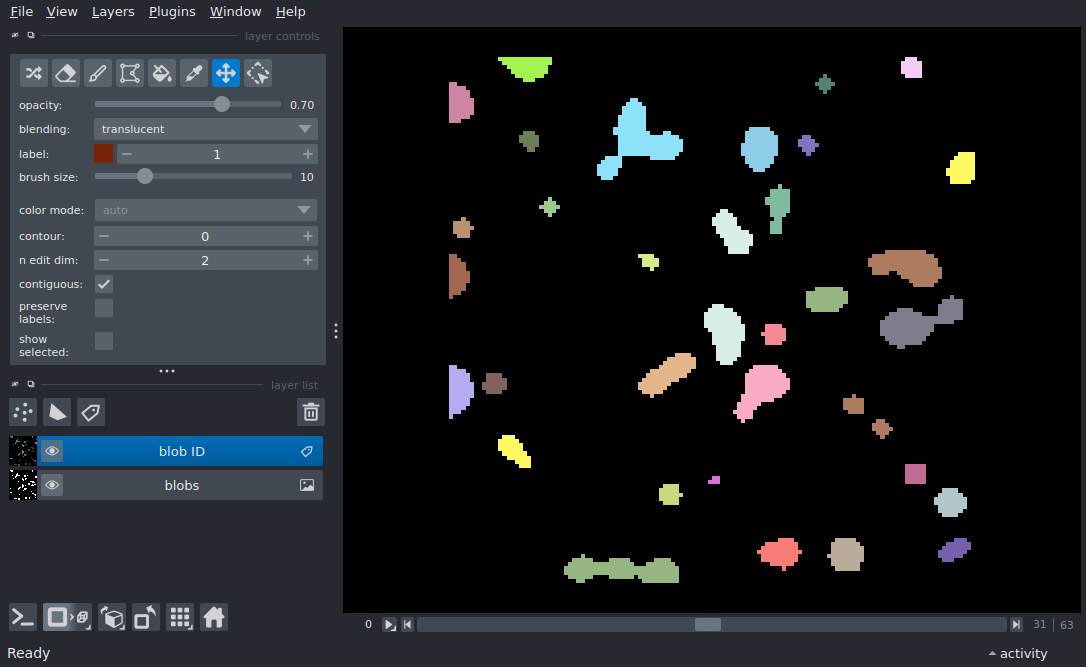 File View Layers Plugins Window Help
layer controls
opacity: 0.70
blending: translucent
label: 1
brush size: 10
color mode: auto
contour: 0
n edit dim: 2
contiguous:
preserve
labels:
show
selected:
layer list
blob ID
blobs
0 31 63
Ready activity